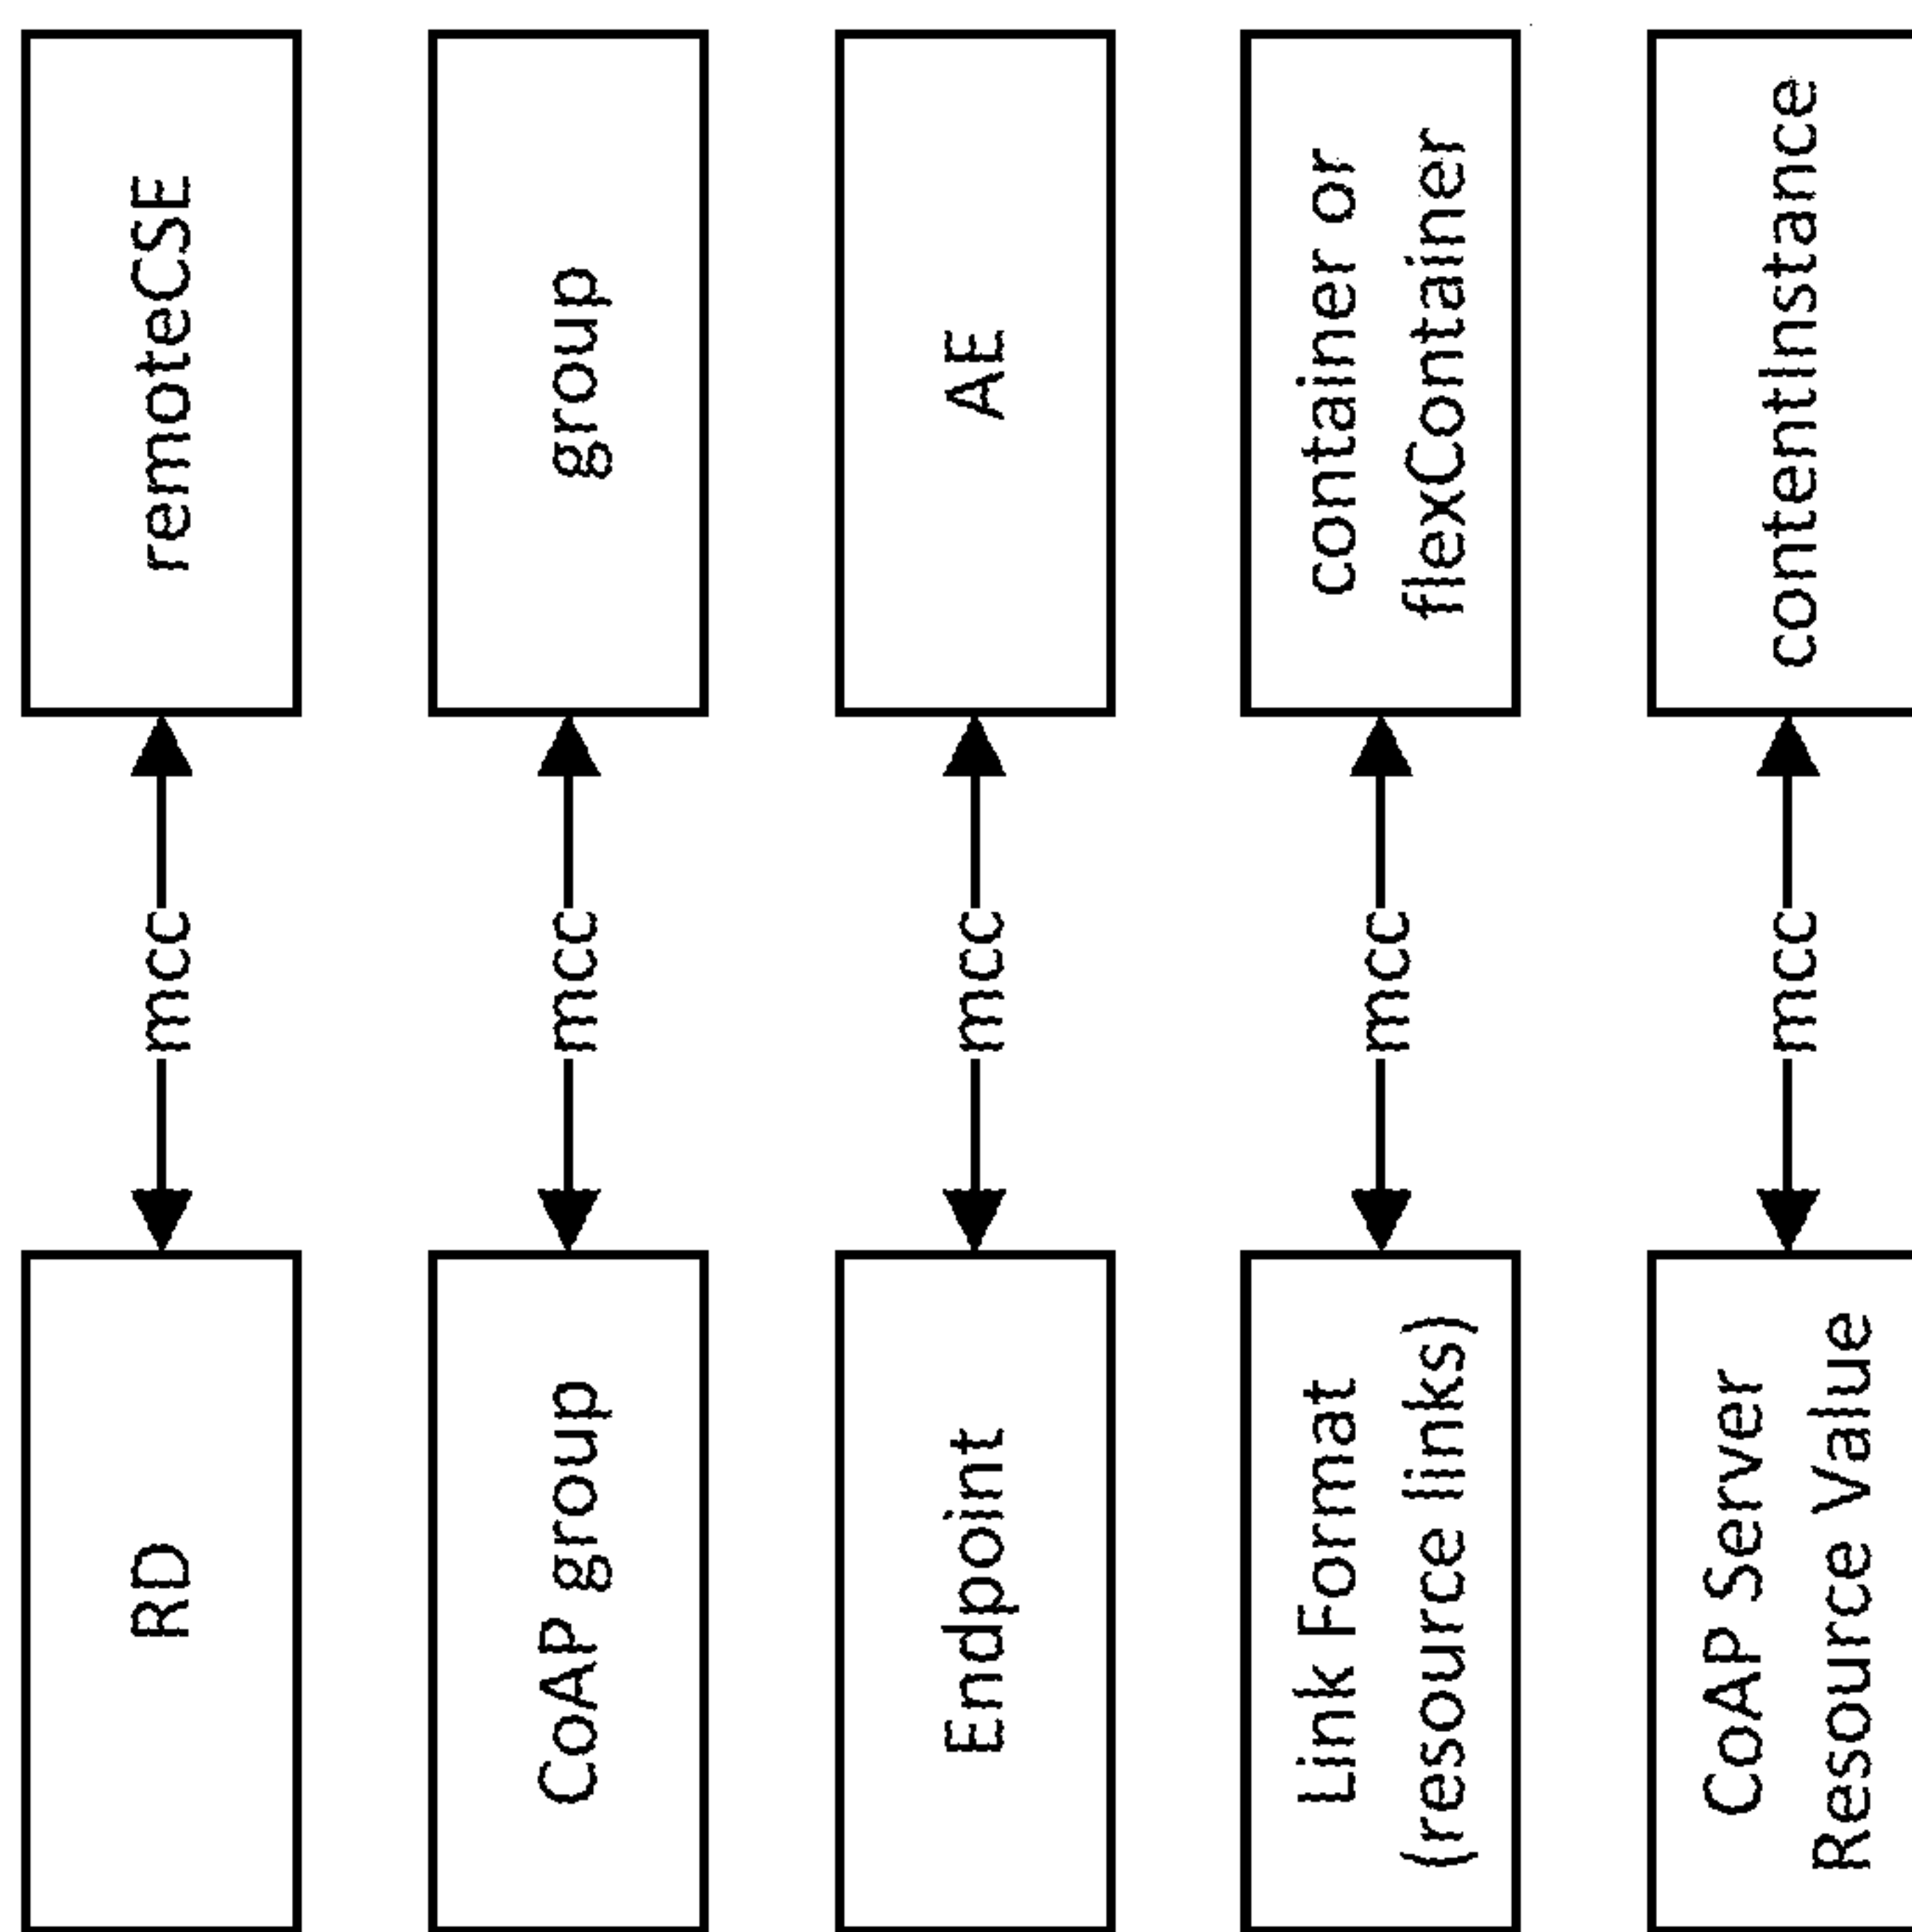 RD
mcc
remoteCSE
CoAP group
mcc
group
Endpoint
mcc
AE
Link Format
(resource links)
mcc
container or
flexContainer
CoAP Server
Resource Value
mcc
contentInstance